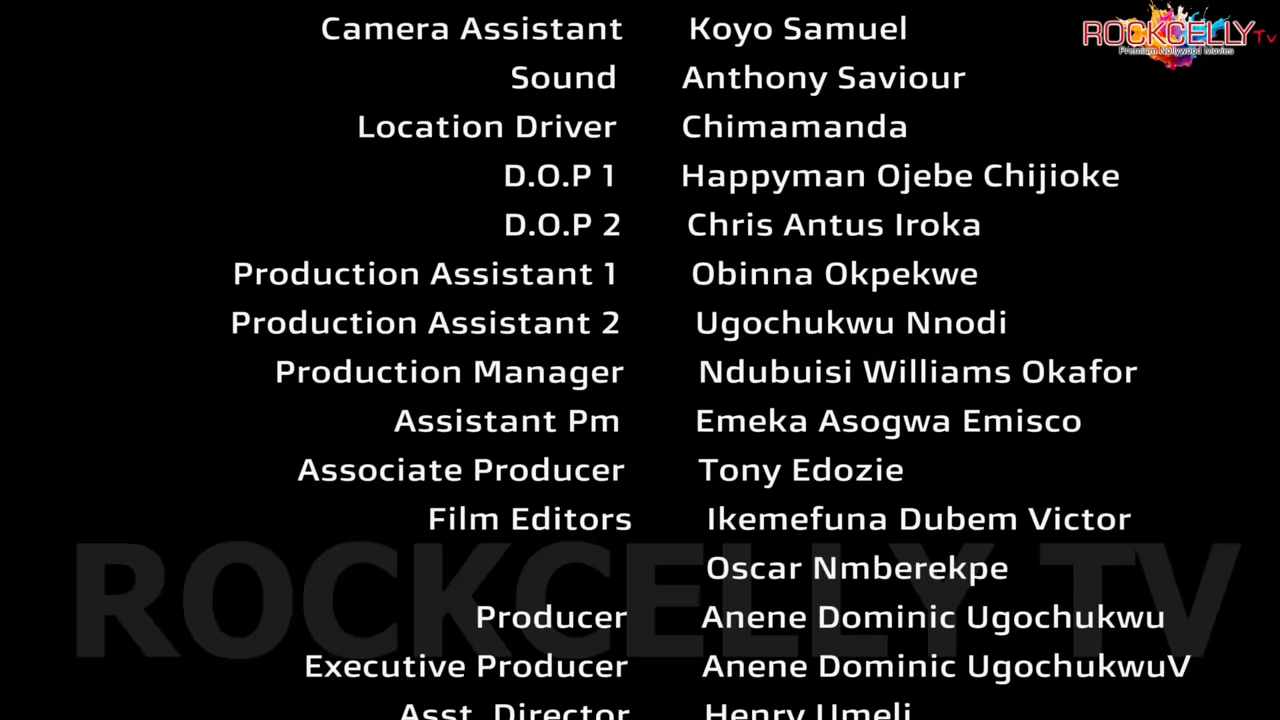 Camera Assistant Koyo Samuel
ROCKCELLY TV
Premium Nollywood Movies
Sound Anthony Saviour
Location Driver Chimamanda
D.O.P 1 Happyman Ojebe Chijioke
D.O.P 2 Chris Antus Iroka
Production Assistant 1 Obinna Okpekwe
Production Assistant 2 Ugochukwu Nnodi
Production Manager Ndubuisi Williams Okafor
Assistant Pm Emeka Asogwa Emisco
Associate Producer Tony Edozie
Film Editors Ikemefuna Dubem Victor
Oscar Nmberekpe
ROCKCELLY TV
Producer Anene Dominic Ugochukwu
Executive Producer Anene Dominic UgochukwuV
Asst. Director Henry Umeli